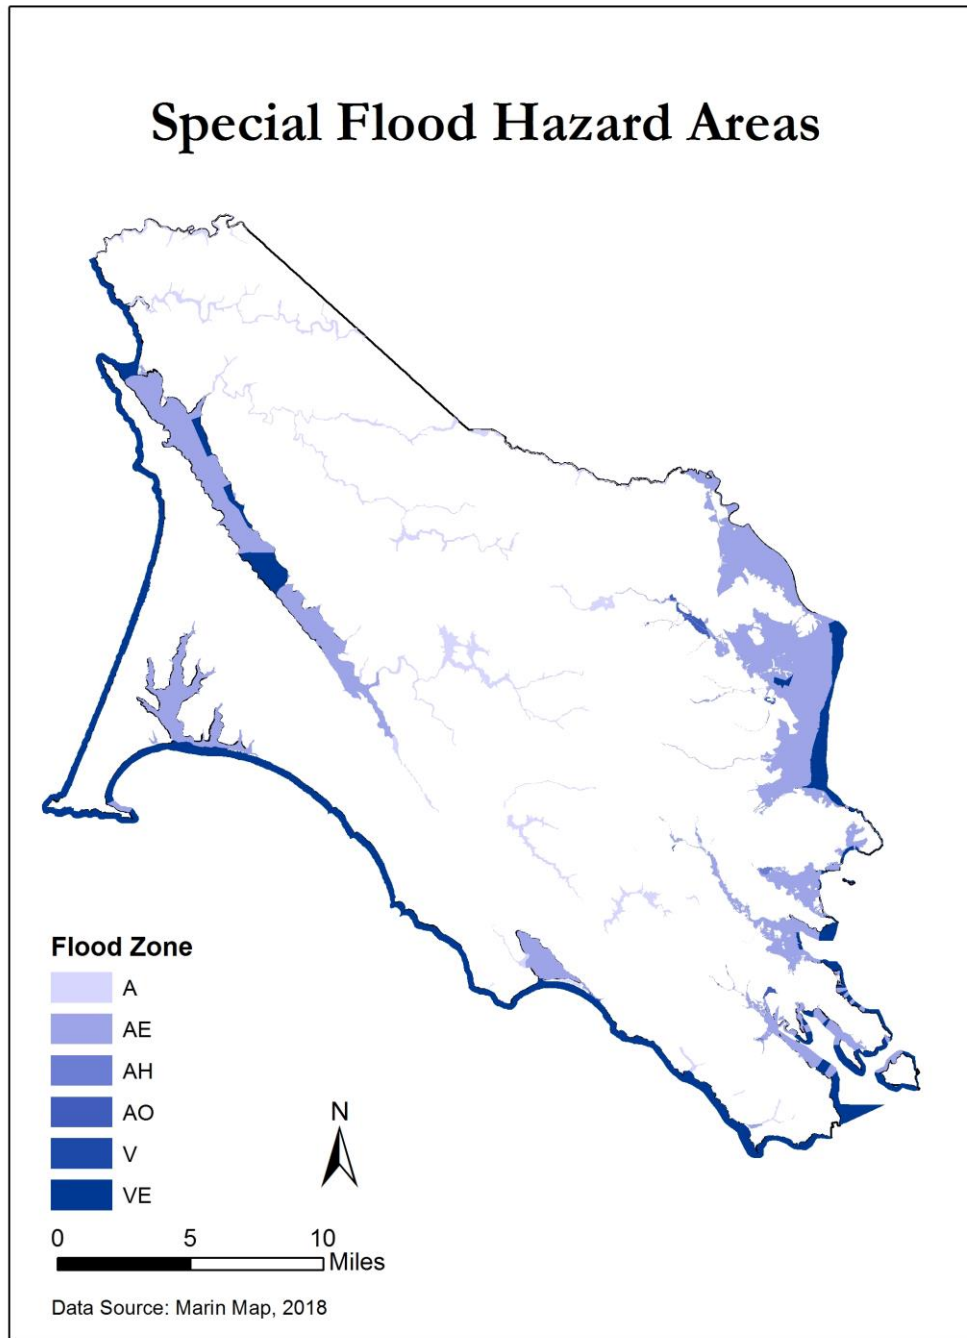 Special Flood Hazard Areas
Flood Zone
A
AE
AH
AO
V
VE
N
0 5 10
Miles
Data Source: Marin Map, 2018